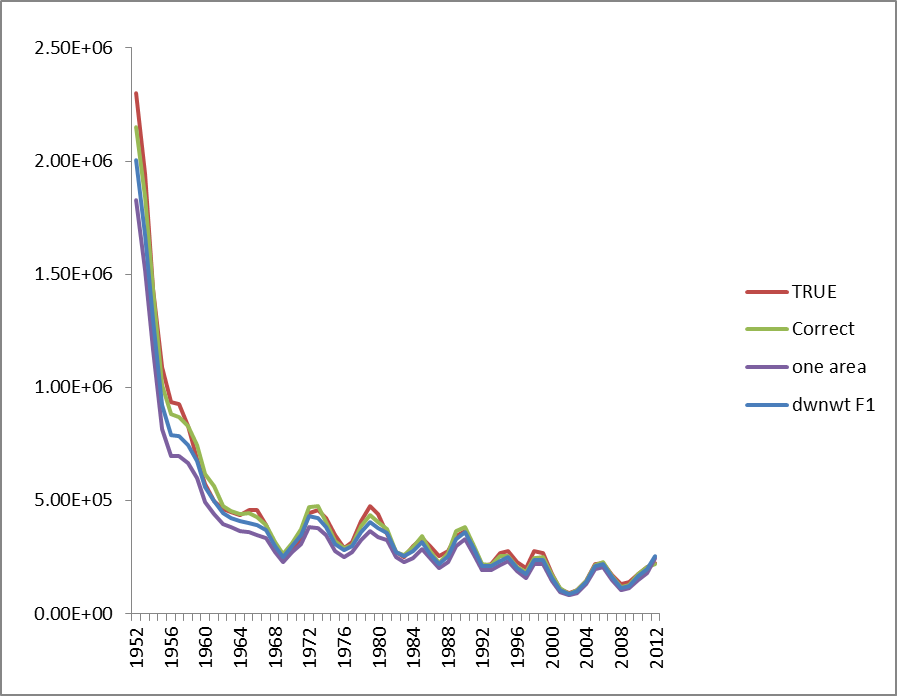 2.50E+06
2.00E+06
1.50E+06
1.00E+06
5.00E+05
0.00E+00
1952
1956
1960
1964
1968
1972
1976
1980
1984
1988
1992
1996
2000
2004
2008
2012
TRUE
Correct
one area
dwnwt F1